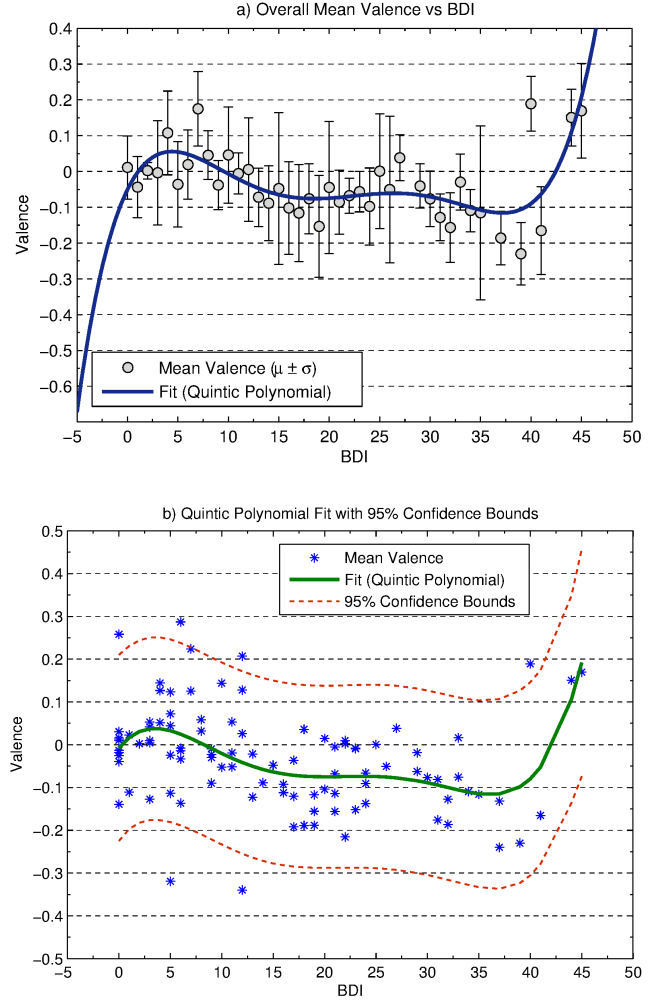 a) Overall Mean Valence vs BDI
0.4
0.3
0.2
0.1
0
−0.1
−0.2
−0.3
−0.4
−0.5
−0.6
Valence
Mean Valence (μ ± σ)
Fit (Quintic Polynomial)
−5 0 5 10 15 20 25 30 35 40 45 50
BDI
b) Quintic Polynomial Fit with 95% Confidence Bounds
0.5
0.4
0.3
0.2
0.1
0
−0.1
−0.2
−0.3
−0.4
−0.5
Valence
Mean Valence
Fit (Quintic Polynomial)
95% Confidence Bounds
−5 0 5 10 15 20 25 30 35 40 45 50
BDI